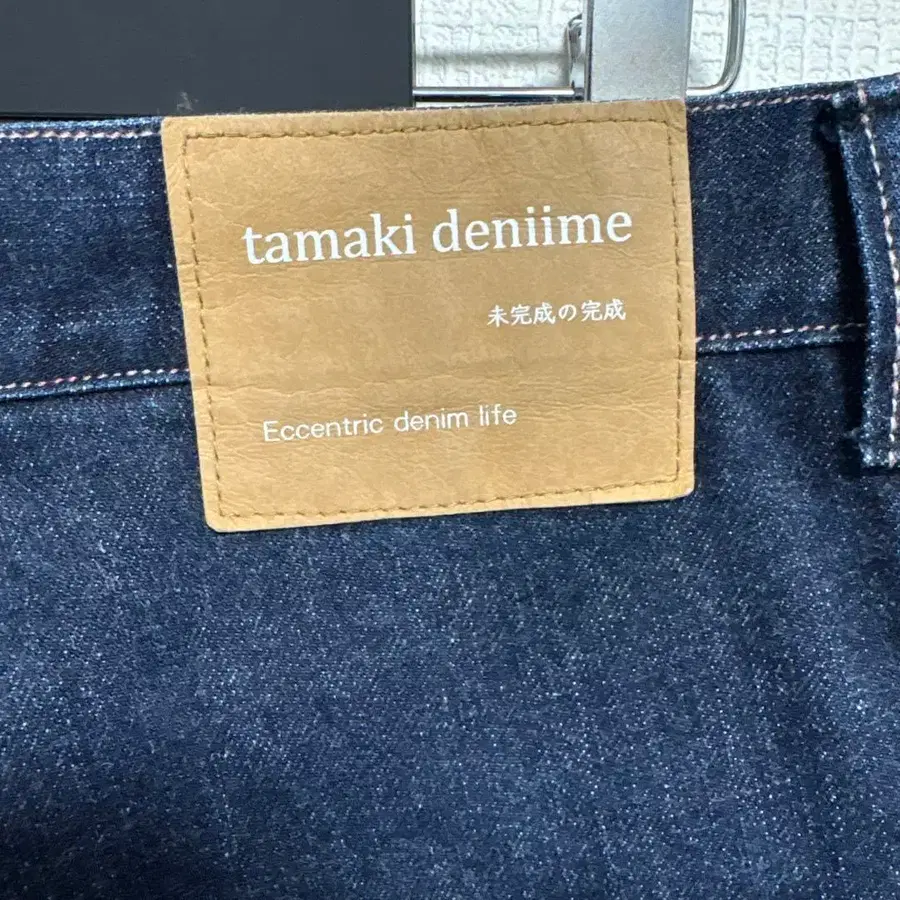 tamaki deniime
未完成の完成
Eccentric denim life